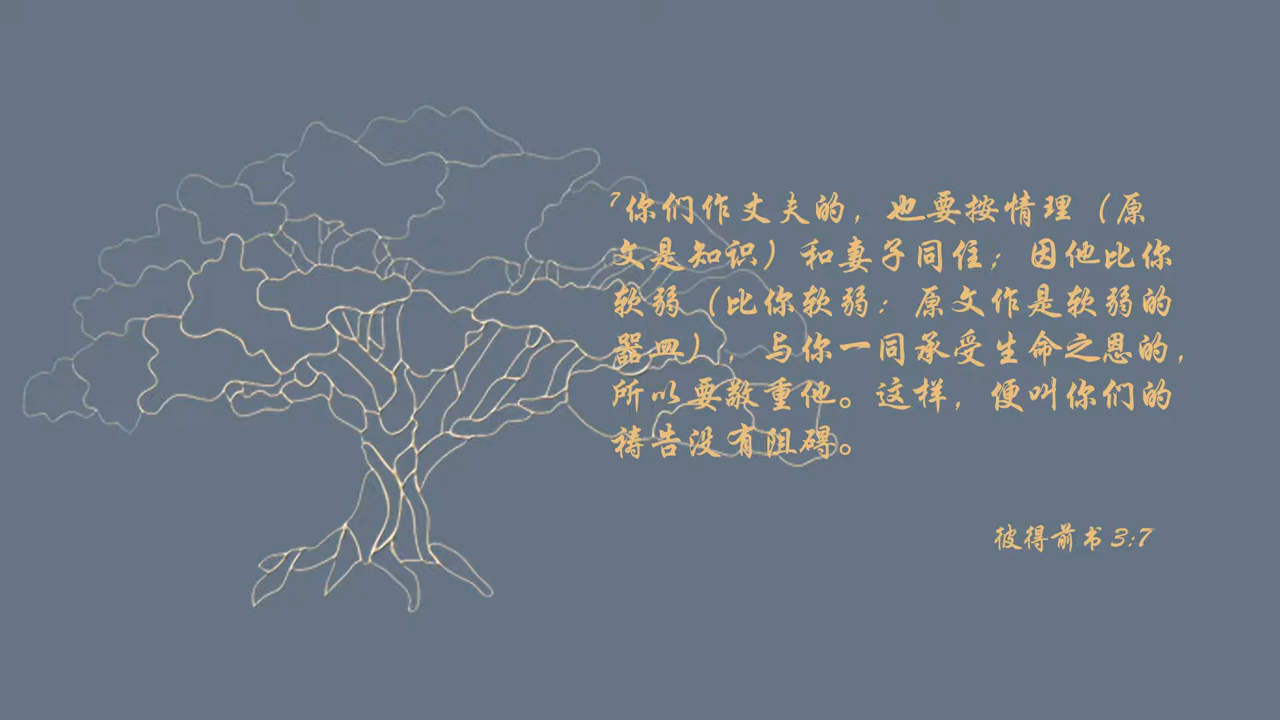 7你们作丈夫的，也要按情理（原
文是知识）和妻子同住；因他比你
软弱（比你软弱：原文作是软弱的
器皿），与你一同承受生命之恩的，
所以要敬重他。这样，便叫你们的
祷告没有阻碍。
彼得前书 3:7